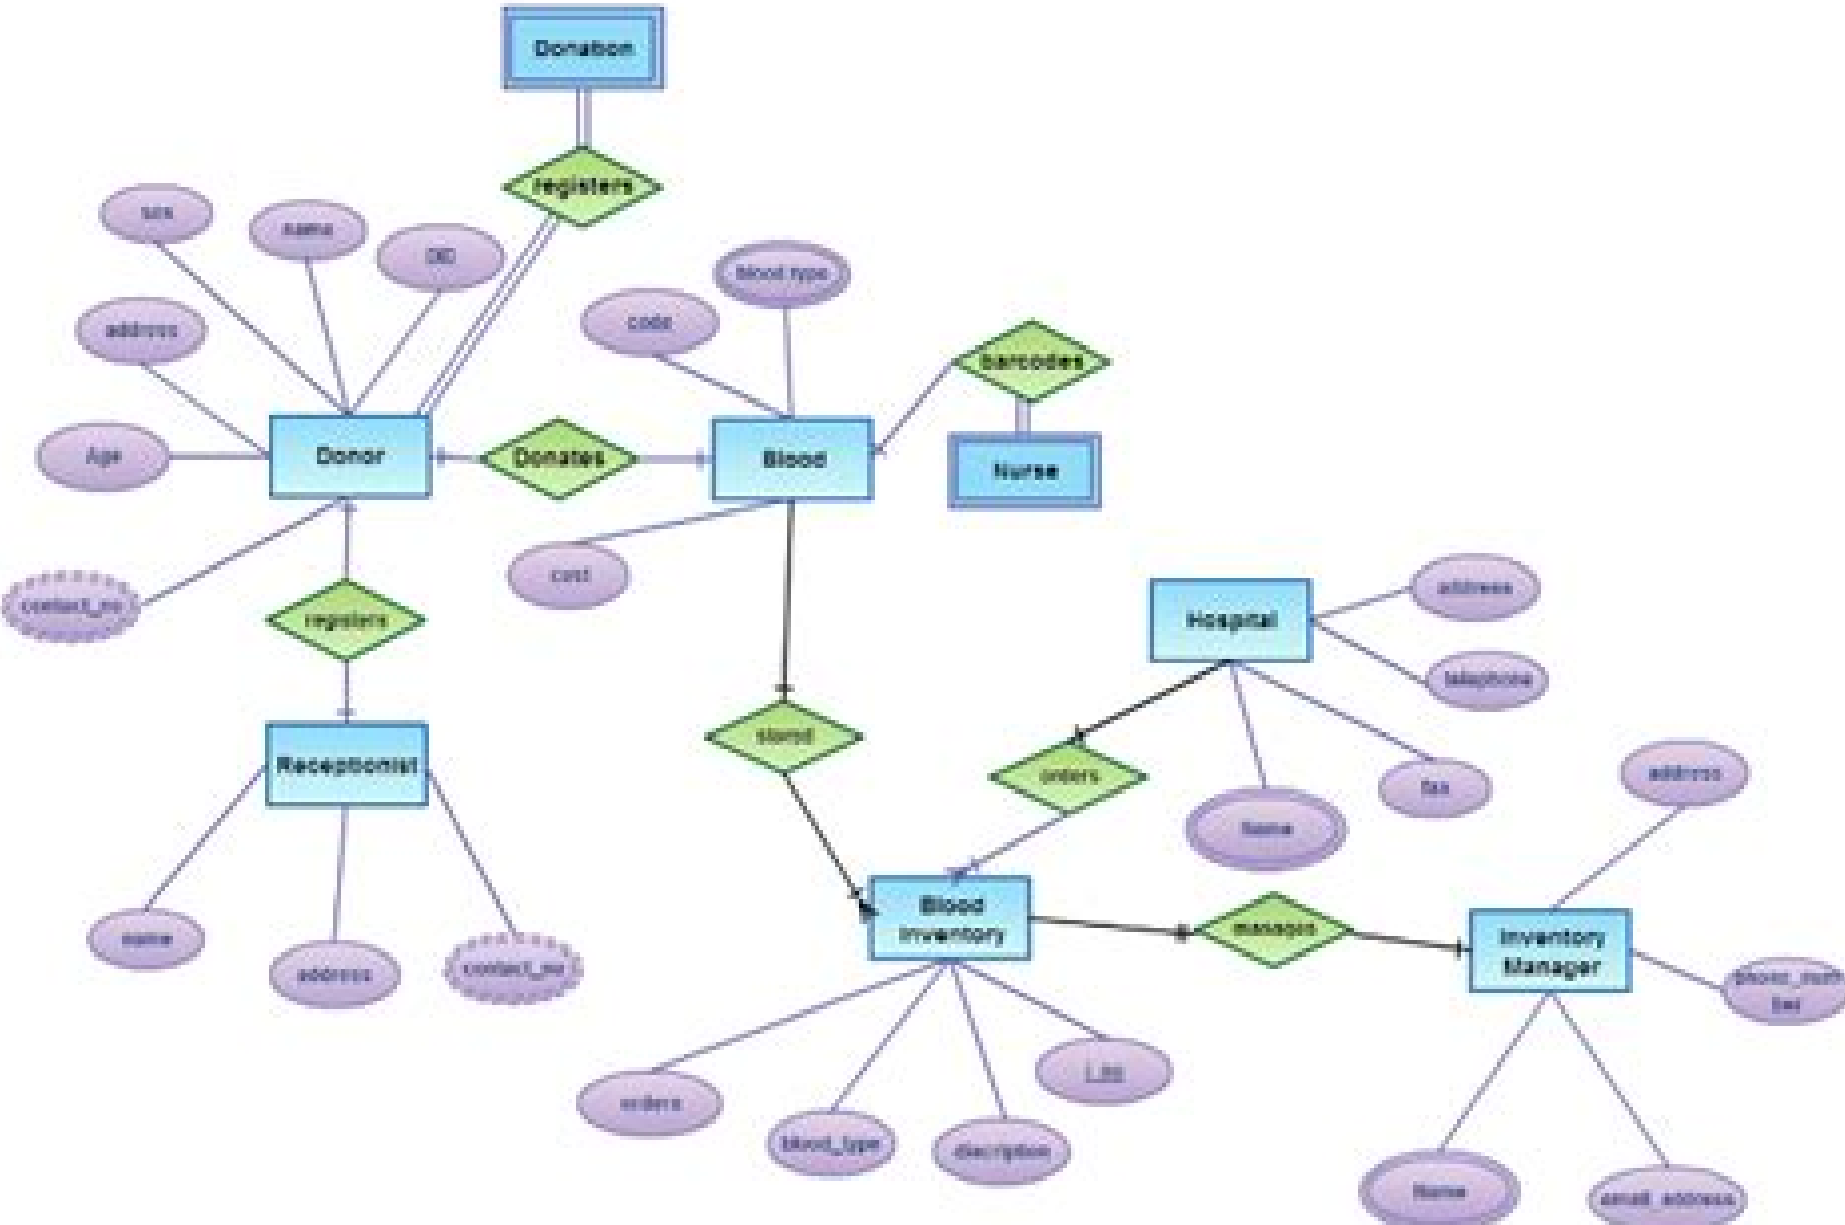 Donation
registers
sex
name
DID
blood type
address
code
barcodes
Age
Donor
Donates
Blood
Nurse
cost
contact_no
registers
Hospital
address
telephone
stored
orders
Receptionist
Name
fax
address
name
address
contact_no
Blood
Inventory
manages
Inventory
Manager
phone_num
ber
orders
blood_type
discription
Name
email_address